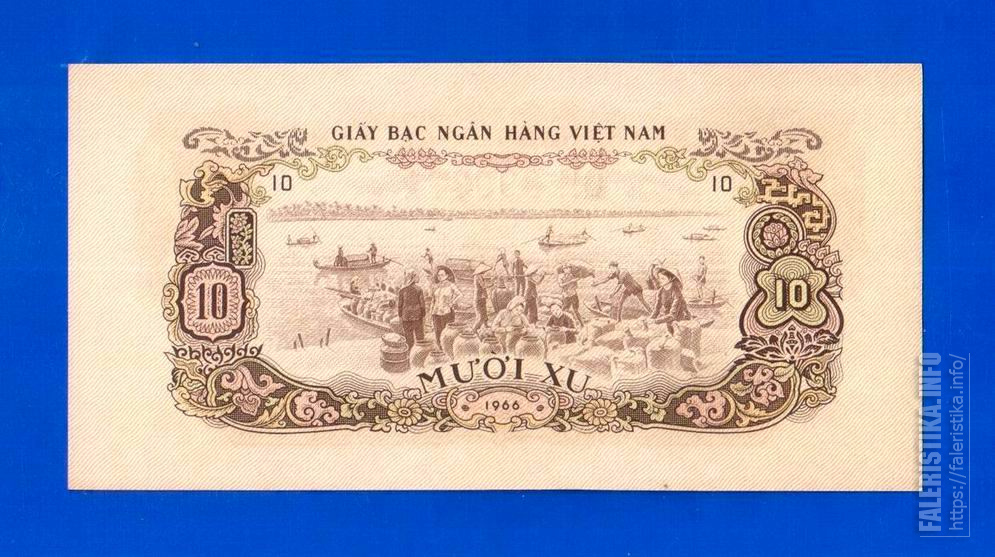 GIẤY BẠC NGÂN HÀNG VIỆT NAM
10
10
10
10
MƯỜI XU
1966
FALERISTIKA.INFO
https://faleristika.info/